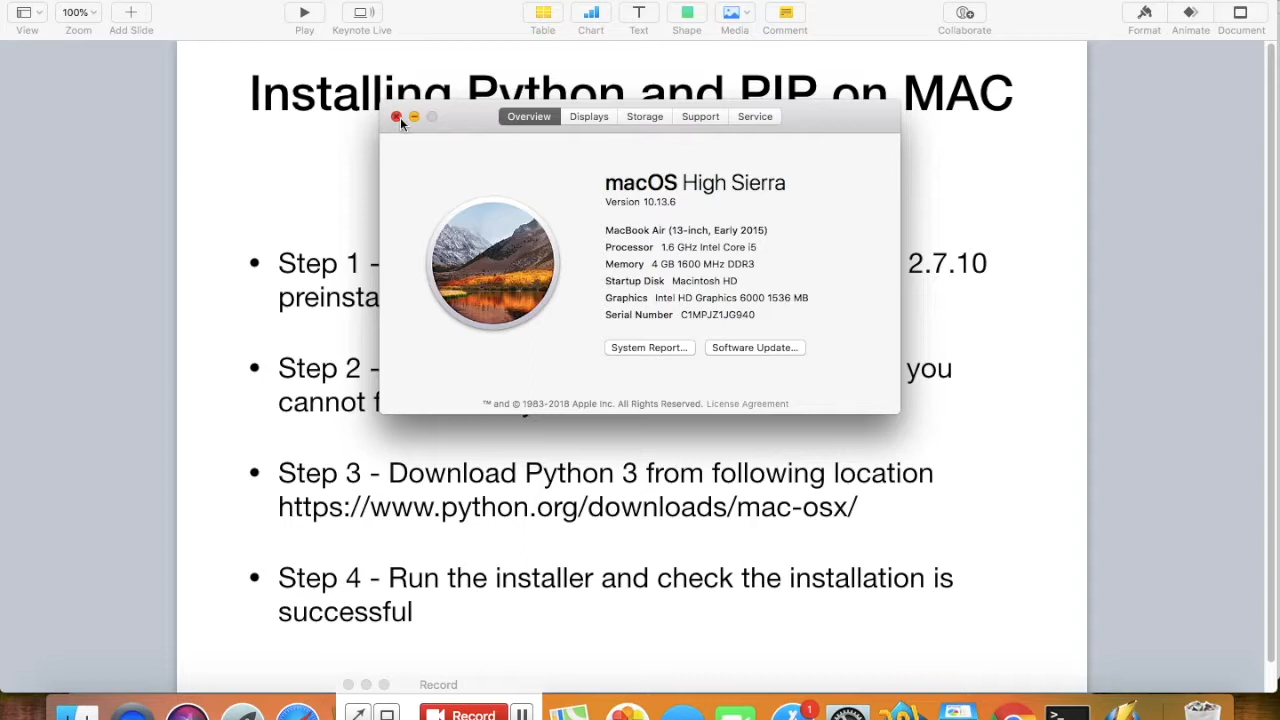 100%
View
Zoom
Add Slide
Play
Keynote Live
Table
Chart
Text
Shape
Media
Comment
Collaborate
Format
Animate
Document
Installing Python and PIP on MAC
Overview
Displays
Storage
Support
Service
macOS High Sierra
Version 10.13.6
MacBook Air (13-inch, Early 2015)
Processor 1.6 GHz Intel Core i5
Memory 4 GB 1600 MHz DDR3
Startup Disk Macintosh HD
Graphics Intel HD Graphics 6000 1536 MB
Serial Number C1MPJZ1JG940
System Report...
Software Update...
™ and © 1983-2018 Apple Inc. All Rights Reserved. License Agreement
• Step 1 - 2.7.10
preinsta
• Step 2 - you
cannot
• Step 3 - Download Python 3 from following location
https://www.python.org/downloads/mac-osx/
• Step 4 - Run the installer and check the installation is
successful
Record
Record
1